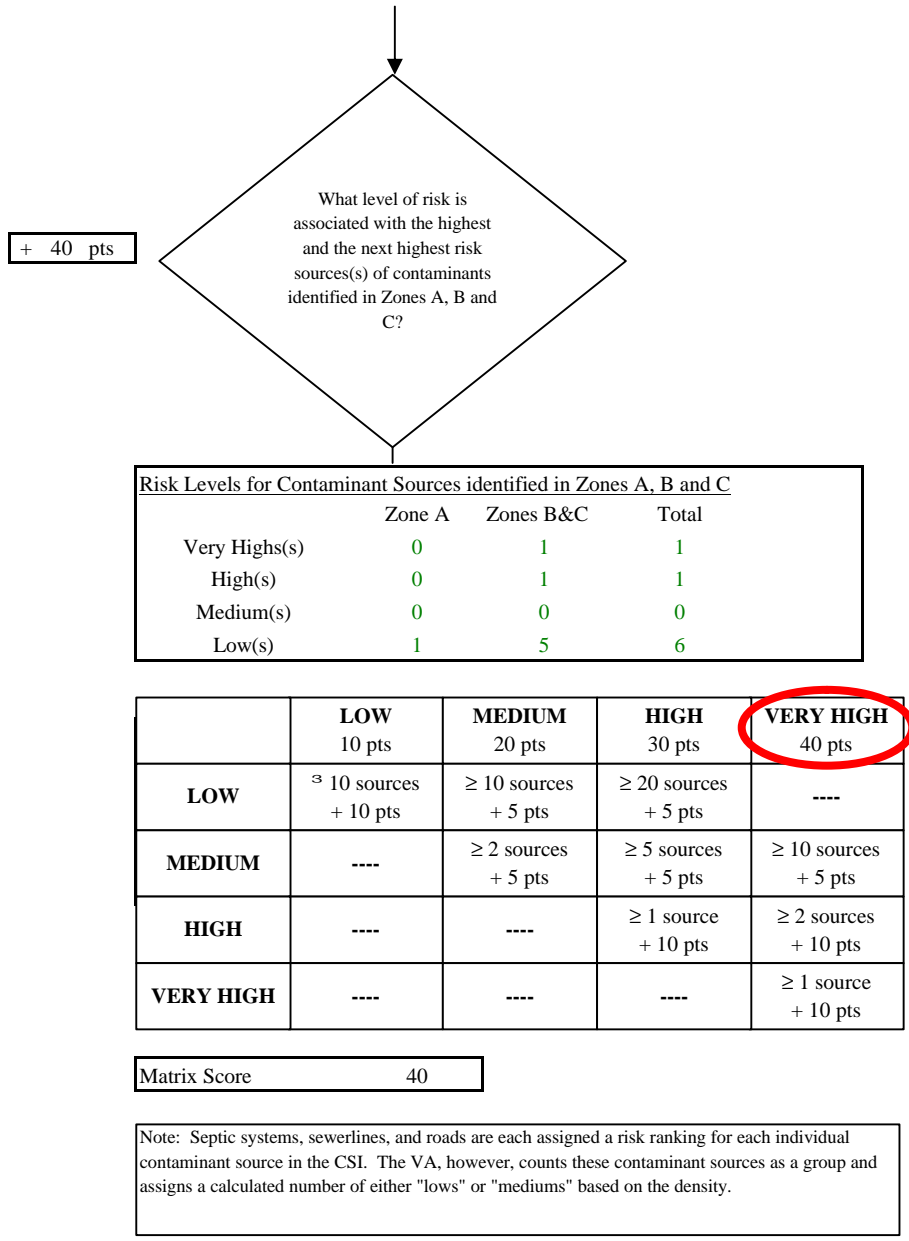 What level of risk is
associated with the highest
and the next highest risk
sources(s) of contaminants
identified in Zones A, B and
C?
+ 40 pts
Risk Levels for Contaminant Sources identified in Zones A, B and C
Zone A Zones B&C Total
Very Highs(s) 0 1 1
High(s) 0 1 1
Medium(s) 0 0 0
Low(s) 1 5 6
LOW MEDIUM HIGH VERY HIGH
10 pts 20 pts 30 pts 40 pts
LOW ³ 10 sources ≥ 10 sources ≥ 20 sources ----
+ 10 pts + 5 pts + 5 pts
MEDIUM ---- ≥ 2 sources ≥ 5 sources ≥ 10 sources
+ 5 pts + 5 pts + 5 pts
HIGH ---- ---- ≥ 1 source ≥ 2 sources
+ 10 pts + 10 pts
VERY HIGH ---- ---- ---- ≥ 1 source
+ 10 pts
Matrix Score 40
Note: Septic systems, sewerlines, and roads are each assigned a risk ranking for each individual
contaminant source in the CSI. The VA, however, counts these contaminant sources as a group and
assigns a calculated number of either "lows" or "mediums" based on the density.